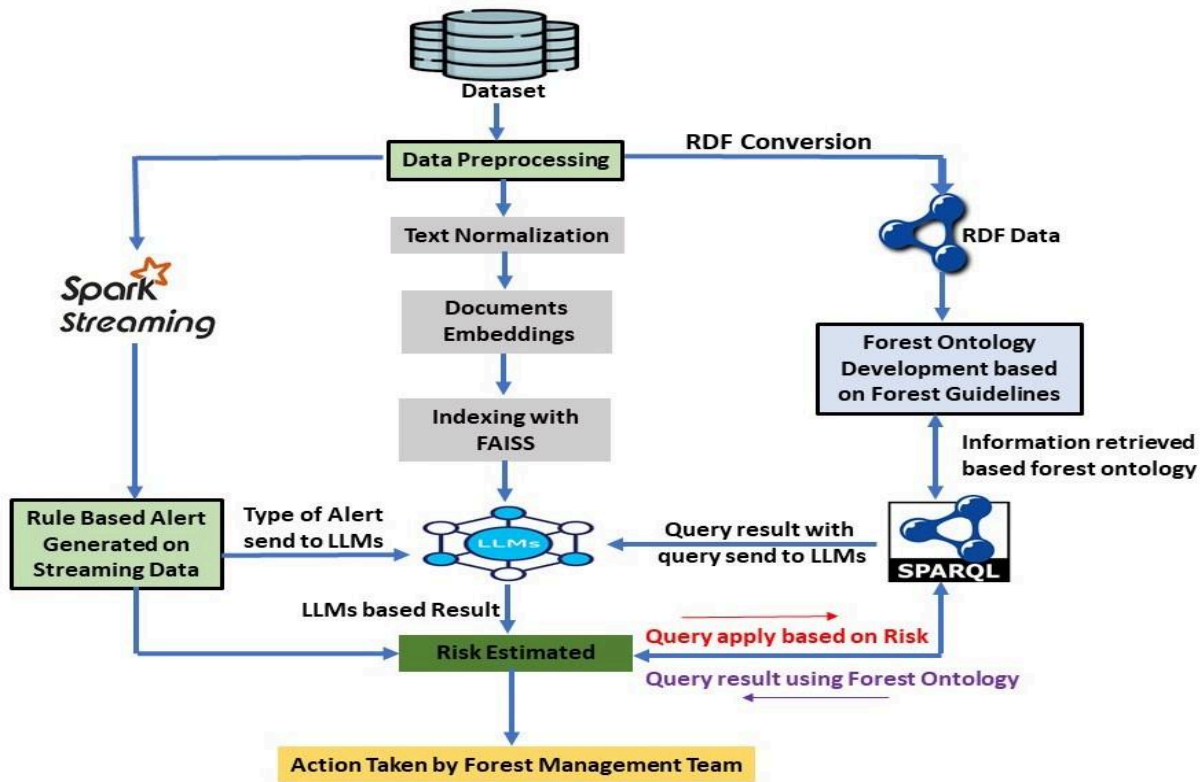 Dataset
Data Preprocessing
RDF Conversion
Text Normalization
RDF Data
Spark
Streaming
Documents
Embeddings
Forest Ontology
Development based
on Forest Guidelines
Indexing with
FAISS
Information retrieved
based forest ontology
Rule Based Alert
Generated on
Streaming Data
Type of Alert
send to LLMs
LLMs
Query result with
query send to LLMs
SPARQL
LLMs based Result
Query apply based on Risk
Risk Estimated
Query result using Forest Ontology
Action Taken by Forest Management Team